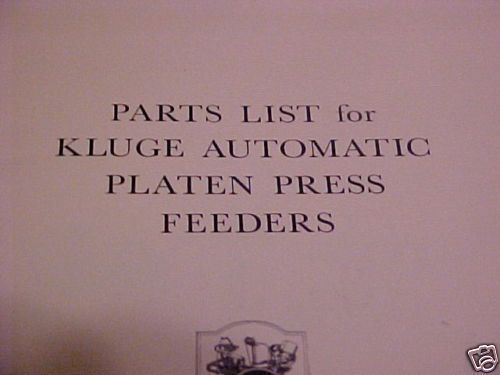 PARTS LIST for
KLUGE AUTOMATIC
PLATEN PRESS
FEEDERS